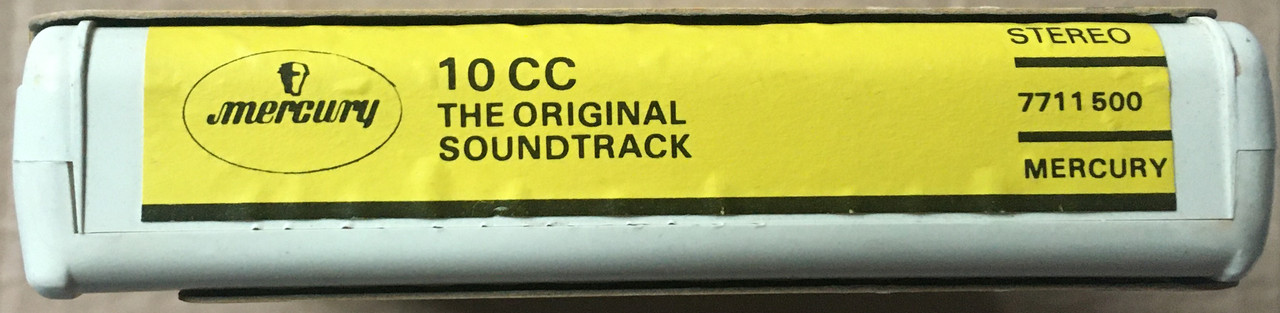 mercury
10 CC
THE ORIGINAL
SOUNDTRACK
STEREO
7711 500
MERCURY